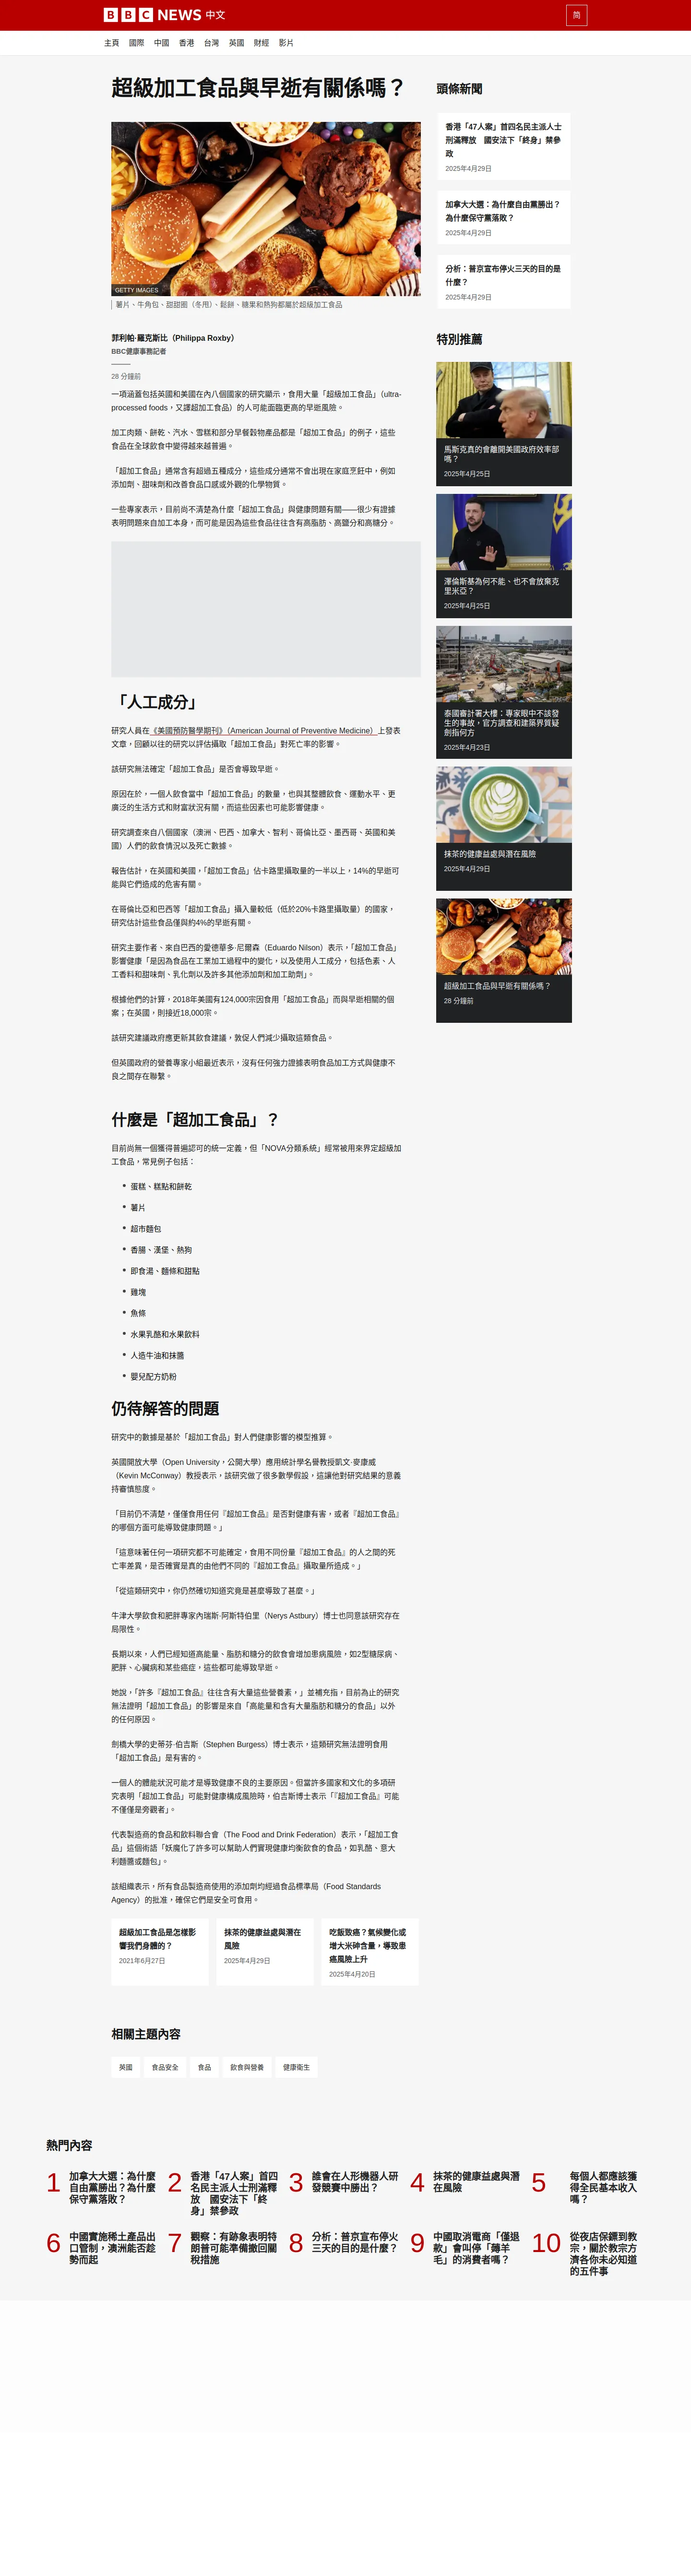 BBC NEWS 中文
简
主頁 國際 中國 香港 台灣 英國 財經 影片
超級加工食品與早逝有關係嗎？
GETTY IMAGES
薯片、牛角包、甜甜圈（冬甩）、鬆餅、糖果和熱狗都屬於超級加工食品
菲利帕·羅克斯比（Philippa Roxby）
BBC健康事務記者
28 分鐘前
一項涵蓋包括英國和美國在內八個國家的研究顯示，食用大量「超級加工食品」（ultra-
processed foods，又譯超加工食品）的人可能面臨更高的早逝風險。
加工肉類、餅乾、汽水、雪糕和部分早餐穀物產品都是「超加工食品」的例子，這些
食品在全球飲食中變得越來越普遍。
「超加工食品」通常含有超過五種成分，這些成分通常不會出現在家庭烹飪中，例如
添加劑、甜味劑和改善食品口感或外觀的化學物質。
一些專家表示，目前尚不清楚為什麼「超加工食品」與健康問題有關——很少有證據
表明問題來自加工本身，而可能是因為這些食品往往含有高脂肪、高鹽分和高糖分。
「人工成分」
研究人員在《美國預防醫學期刊》（American Journal of Preventive Medicine）上發表
文章，回顧以往的研究以評估攝取「超加工食品」對死亡率的影響。
該研究無法確定「超加工食品」是否會導致早逝。
原因在於，一個人飲食當中「超加工食品」的數量，也與其整體飲食、運動水平、更
廣泛的生活方式和財富狀況有關，而這些因素也可能影響健康。
研究調查來自八個國家（澳洲、巴西、加拿大、智利、哥倫比亞、墨西哥、英國和美
國）人們的飲食情況以及死亡數據。
報告估計，在英國和美國，「超加工食品」佔卡路里攝取量的一半以上，14%的早逝可
能與它們造成的危害有關。
在哥倫比亞和巴西等「超加工食品」攝入量較低（低於20%卡路里攝取量）的國家，
研究估計這些食品僅與約4%的早逝有關。
研究主要作者、來自巴西的愛德華多·尼爾森（Eduardo Nilson）表示，「超加工食品」
影響健康「是因為食品在工業加工過程中的變化，以及使用人工成分，包括色素、人
工香料和甜味劑、乳化劑以及許多其他添加劑和加工助劑」。
根據他們的計算，2018年美國有124,000宗因食用「超加工食品」而與早逝相關的個
案；在英國，則接近18,000宗。
該研究建議政府應更新其飲食建議，敦促人們減少攝取這類食品。
但英國政府的營養專家小組最近表示，沒有任何強力證據表明食品加工方式與健康不
良之間存在聯繫。
什麼是「超加工食品」？
目前尚無一個獲得普遍認可的統一定義，但「NOVA分類系統」經常被用來界定超級加
工食品，常見例子包括：
蛋糕、糕點和餅乾
薯片
超市麵包
香腸、漢堡、熱狗
即食湯、麵條和甜點
雞塊
魚條
水果乳酪和水果飲料
人造牛油和抹醬
嬰兒配方奶粉
仍待解答的問題
研究中的數據是基於「超加工食品」對人們健康影響的模型推算。
英國開放大學（Open University，公開大學）應用統計學名譽教授凱文·麥康威
（Kevin McConway）教授表示，該研究做了很多數學假設，這讓他對研究結果的意義
持審慎態度。
「目前仍不清楚，僅僅食用任何『超加工食品』是否對健康有害，或者『超加工食品』
的哪個方面可能導致健康問題。」
「這意味著任何一項研究都不可能確定，食用不同份量『超加工食品』的人之間的死
亡率差異，是否確實是真的由他們不同的『超加工食品』攝取量所造成。」
「從這類研究中，你仍然確切知道究竟是甚麼導致了甚麼。」
牛津大學飲食和肥胖專家內瑞斯·阿斯特伯里（Nerys Astbury）博士也同意該研究存在
局限性。
長期以來，人們已經知道高能量、脂肪和糖分的飲食會增加患病風險，如2型糖尿病、
肥胖、心臟病和某些癌症，這些都可能導致早逝。
她說，「許多『超加工食品』往往含有大量這些營養素，」並補充指，目前為止的研究
無法證明「超加工食品」的影響是來自「高能量和含有大量脂肪和糖分的食品」以外
的任何原因。
劍橋大學的史蒂芬·伯吉斯（Stephen Burgess）博士表示，這類研究無法證明食用
「超加工食品」是有害的。
一個人的體能狀況可能才是導致健康不良的主要原因。但當許多國家和文化的多項研
究表明「超加工食品」可能對健康構成風險時，伯吉斯博士表示「『超加工食品』可能
不僅僅是旁觀者」。
代表製造商的食品和飲料聯合會（The Food and Drink Federation）表示，「超加工食
品」這個術語「妖魔化了許多可以幫助人們實現健康均衡飲食的食品，如乳酪、意大
利麵醬或麵包」。
該組織表示，所有食品製造商使用的添加劑均經過食品標準局（Food Standards
Agency）的批准，確保它們是安全可食用。
超級加工食品是怎樣影
響我們身體的？
2021年6月27日
抹茶的健康益處與潛在
風險
2025年4月29日
吃飯致癌？氣候變化或
增大米砷含量，導致患
癌風險上升
2025年4月20日
相關主題內容
英國 食品安全 食品 飲食與營養 健康衛生
頭條新聞
香港「47人案」首四名民主派人士
刑滿釋放　國安法下「終身」禁參
政
2025年4月29日
加拿大大選：為什麼自由黨勝出？
為什麼保守黨落敗？
2025年4月29日
分析：普京宣布停火三天的目的是
什麼？
2025年4月29日
特別推薦
馬斯克真的會離開美國政府效率部
嗎？
2025年4月25日
澤倫斯基為何不能、也不會放棄克
里米亞？
2025年4月25日
泰國審計署大樓：專家眼中不該發
生的事故，官方調查和建築界質疑
劍指何方
2025年4月23日
抹茶的健康益處與潛在風險
2025年4月29日
超級加工食品與早逝有關係嗎？
28 分鐘前
熱門內容
1 加拿大大選：為什麼
自由黨勝出？為什麼
保守黨落敗？
2 香港「47人案」首四
名民主派人士刑滿釋
放　國安法下「終
身」禁參政
3 誰會在人形機器人研
發競賽中勝出？
4 抹茶的健康益處與潛
在風險
5 每個人都應該獲
得全民基本收入
嗎？
6 中國實施稀土產品出
口管制，澳洲能否趁
勢而起
7 觀察：有跡象表明特
朗普可能準備撤回關
稅措施
8 分析：普京宣布停火
三天的目的是什麼？
9 中國取消電商「僅退
款」會叫停「薅羊
毛」的消費者嗎？
10 從夜店保鏢到教
宗，關於教宗方
濟各你未必知道
的五件事